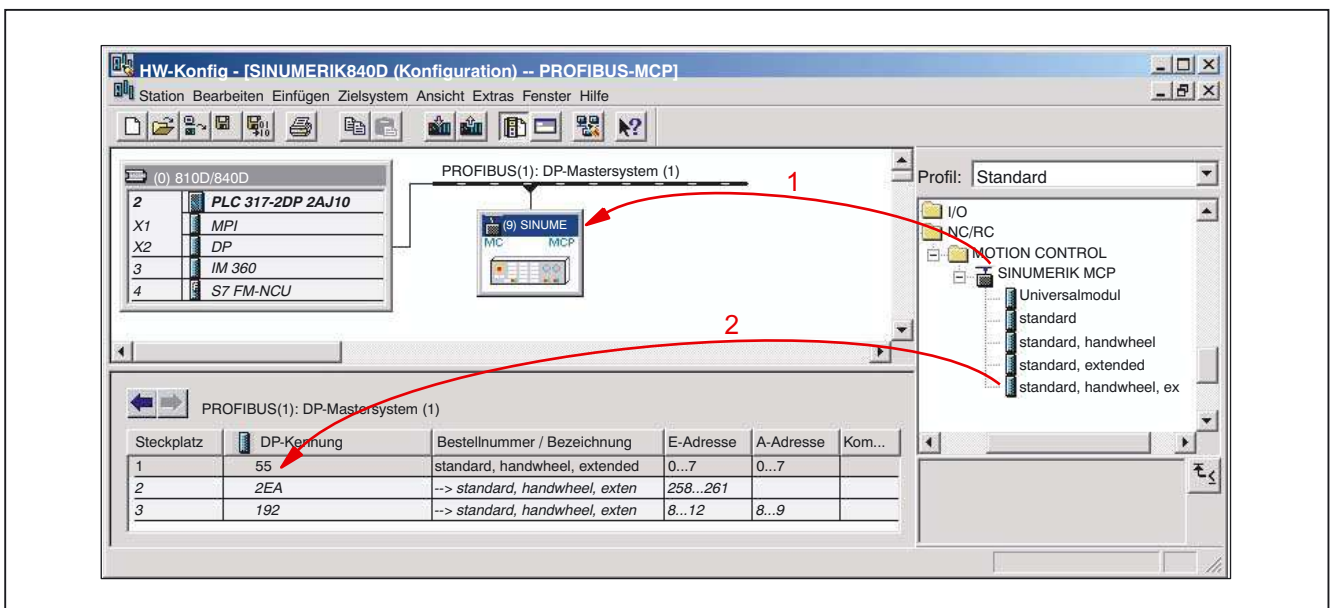 HW-Konfig - [SINUMERIK840D (Konfiguration) -- PROFIBUS-MCP]
Station Bearbeiten Einfügen Zielsystem Ansicht Extras Fenster Hilfe
(0) 810D/840D
2 PLC 317-2DP 2AJ10
X1 MPI
X2 DP
3 IM 360
4 S7 FM-NCU
PROFIBUS(1): DP-Mastersystem (1)
1
(9) SINUME
MC MCP
2
Profil: Standard
I/O
NC/RC
MOTION CONTROL
SINUMERIK MCP
Universalmodul
standard
standard, handwheel
standard, extended
standard, handwheel, ex
PROFIBUS(1): DP-Mastersystem (1)
Steckplatz DP-Kennung Bestellnummer / Bezeichnung E-Adresse A-Adresse Kom...
1 55 standard, handwheel, extended 0...7 0...7
2 2EA --> standard, handwheel, exten 258...261
3 192 --> standard, handwheel, exten 8...12 8...9